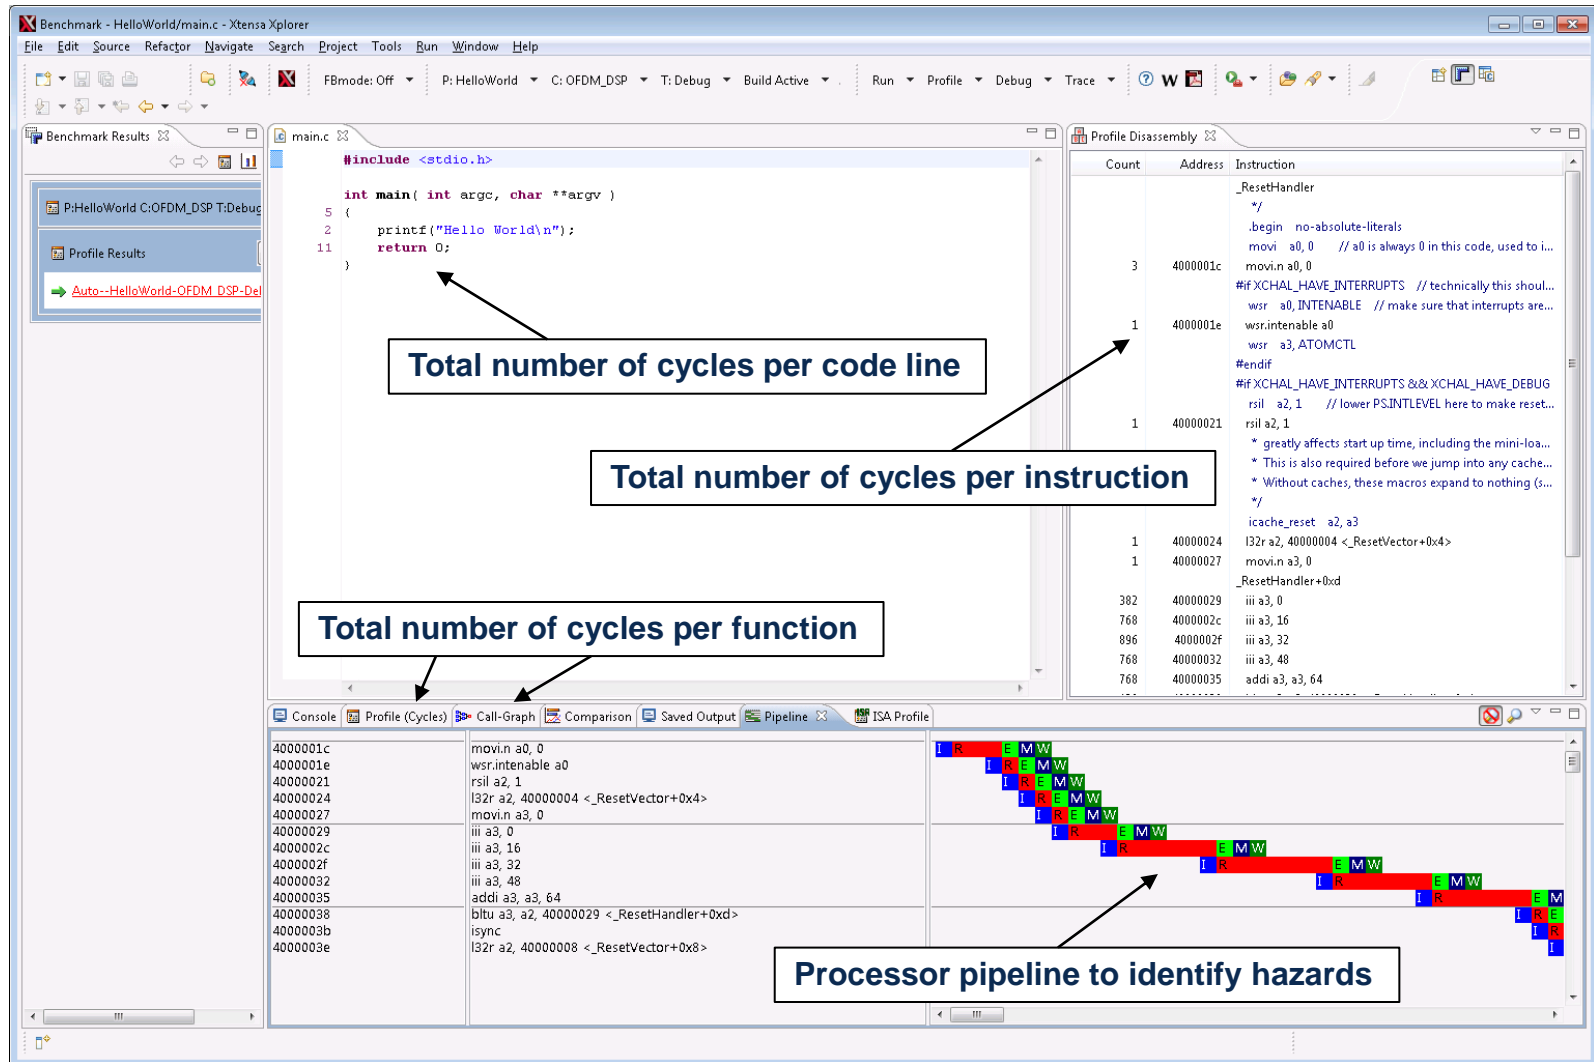 Benchmark - HelloWorld/main.c - Xtensa Xplorer
File Edit Source Refactor Navigate Search Project Tools Run Window Help
FBmode: Off P: HelloWorld C: OFDM_DSP T: Debug Build Active Run Profile Debug Trace
Benchmark Results
P:HelloWorld C:OFDM_DSP T:Debug
Profile Results
Auto--HelloWorld-OFDM_DSP-Del
main.c
#include <stdio.h>
int main( int argc, char **argv )
5 {
2 printf("Hello World\n");
11 return 0;
}
Total number of cycles per code line
Total number of cycles per instruction
Total number of cycles per function
Profile Disassembly
Count Address Instruction
_ResetHandler
*/
.begin no-absolute-literals
movi a0, 0 // a0 is always 0 in this code, used to i...
3 4000001c movi.n a0, 0
#if XCHAL_HAVE_INTERRUPTS // technically this shoul...
wsr a0, INTENABLE // make sure that interrupts are...
1 4000001e wsr.intenable a0
wsr a3, ATOMCTL
#endif
#if XCHAL_HAVE_INTERRUPTS && XCHAL_HAVE_DEBUG
rsil a2, 1 // lower PS.INTLEVEL here to make reset...
1 40000021 rsil a2, 1
* greatly affects start up time, including the mini-loa...
* This is also required before we jump into any cache...
* Without caches, these macros expand to nothing (s...
*/
icache_reset a2, a3
1 40000024 l32r a2, 40000004 <_ResetVector+0x4>
1 40000027 movi.n a3, 0
_ResetHandler+0xd
382 40000029 iii a3, 0
768 4000002c iii a3, 16
896 4000002f iii a3, 32
768 40000032 iii a3, 48
768 40000035 addi a3, a3, 64
Console Profile (Cycles) Call-Graph Comparison Saved Output Pipeline ISA Profile
4000001c movi.n a0, 0 I R E M W
4000001e wsr.intenable a0 I R E M W
40000021 rsil a2, 1 I R E M W
40000024 l32r a2, 40000004 <_ResetVector+0x4> I R E M W
40000027 movi.n a3, 0 I R E M W
40000029 iii a3, 0 I R E M W
4000002c iii a3, 16 I R E M W
4000002f iii a3, 32 I R E M W
40000032 iii a3, 48 I R E M W
40000035 addi a3, a3, 64 I R E M
40000038 bltu a3, a2, 40000029 <_ResetHandler+0xd> I R E
4000003b isync I R
4000003e l32r a2, 40000008 <_ResetVector+0x8> I
Processor pipeline to identify hazards